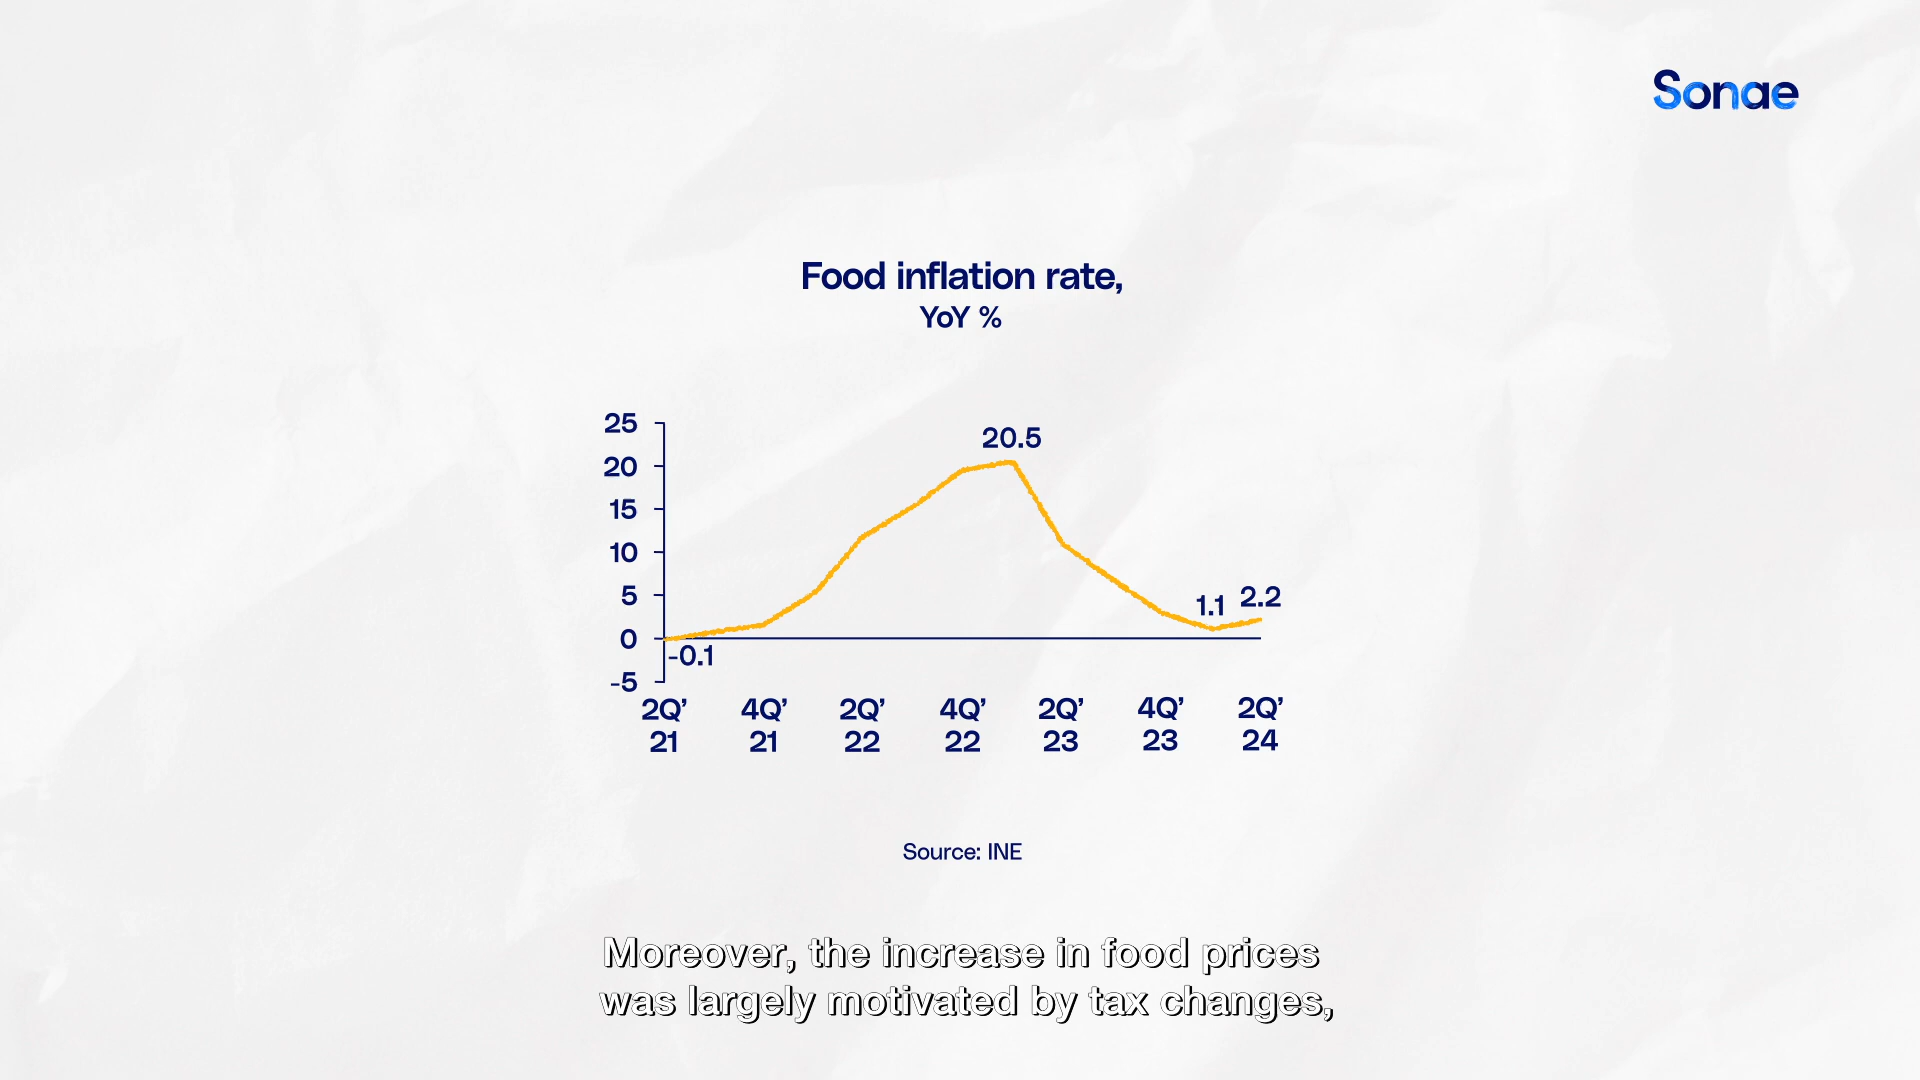 Sonae
Food inflation rate,
YoY %
25
20
15
10
5
0
-5
20.5
1.1
2.2
-0.1
2Q’ 4Q’ 2Q’ 4Q’ 2Q’ 4Q’ 2Q’
21 21 22 22 23 23 24
Source: INE
Moreover, the increase in food prices
was largely motivated by tax changes,